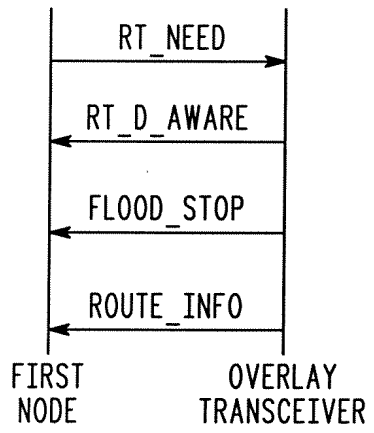 RT_NEED
RT_D_AWARE
FLOOD_STOP
ROUTE_INFO
FIRST
NODE
OVERLAY
TRANSCEIVER